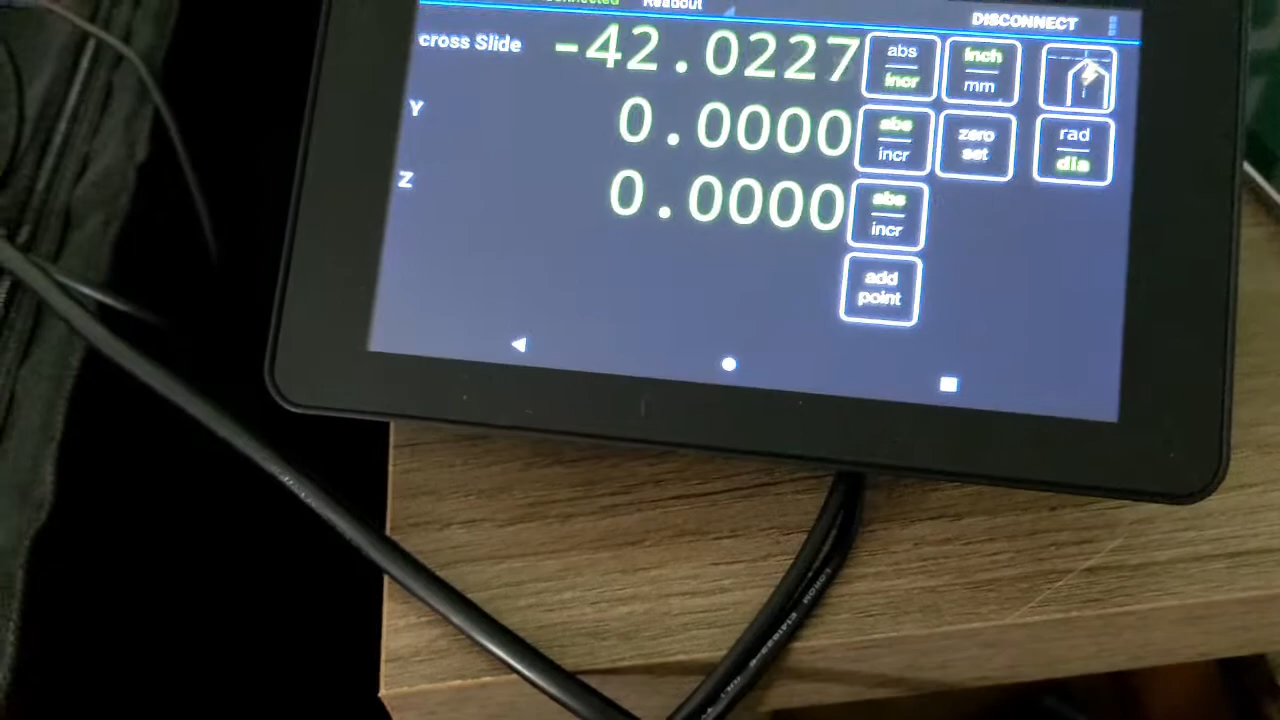 Readout
DISCONNECT
cross Slide -42.0227 abs incr inch mm
Y 0.0000 abs incr zero set rad dia
Z 0.0000 abs incr
add point